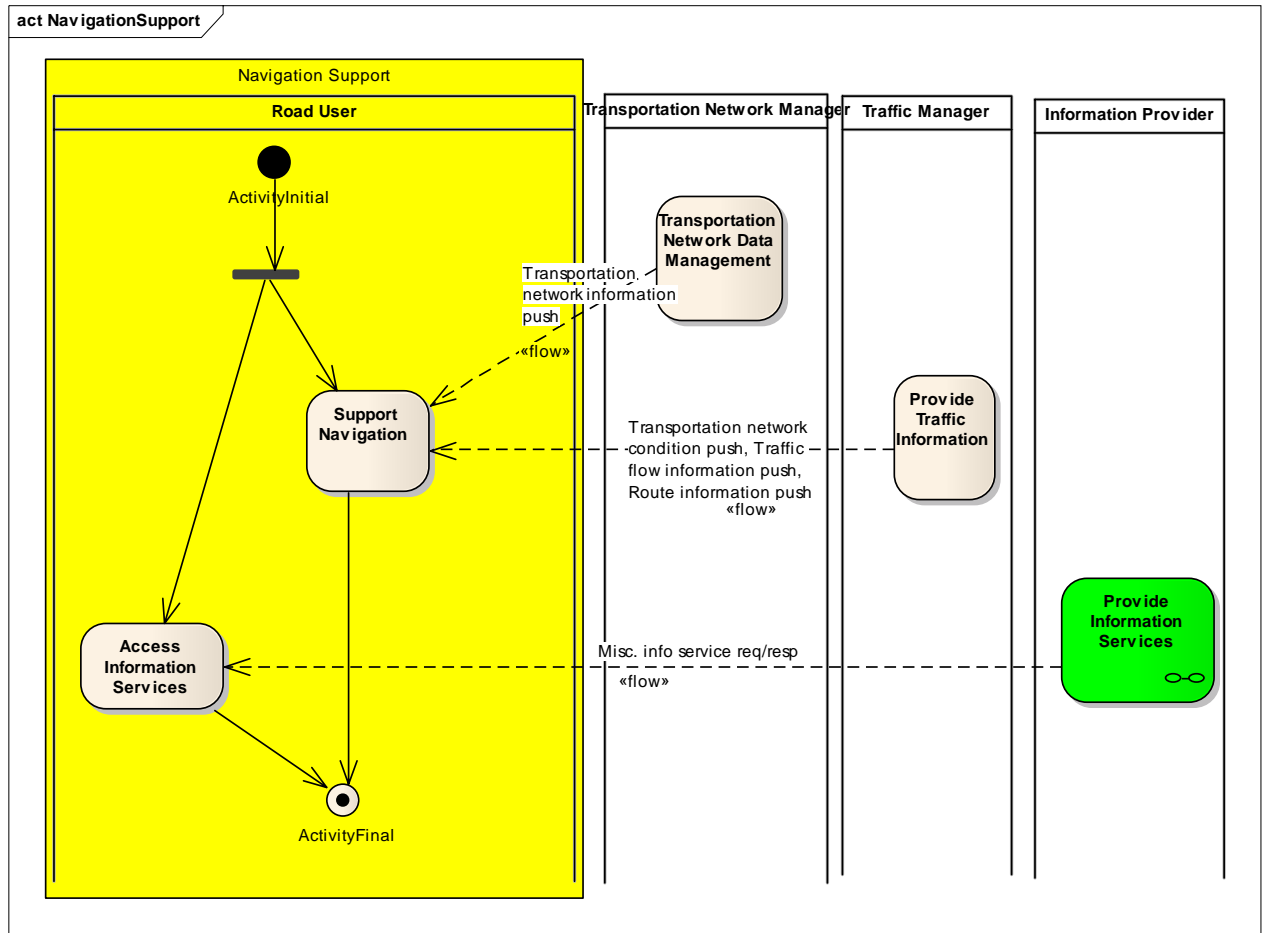 act NavigationSupport
Navigation Support
Road User
Transportation Network Manager
Traffic Manager
Information Provider
ActivityInitial
Transportation
Network Data
Management
Transportation
network information
push
«flow»
Support
Navigation
Provide
Traffic
Information
Transportation network
condition push, Traffic
flow information push,
Route information push
«flow»
Provide
Information
Services
Access
Information
Services
Misc. info service req/resp
«flow»
ActivityFinal